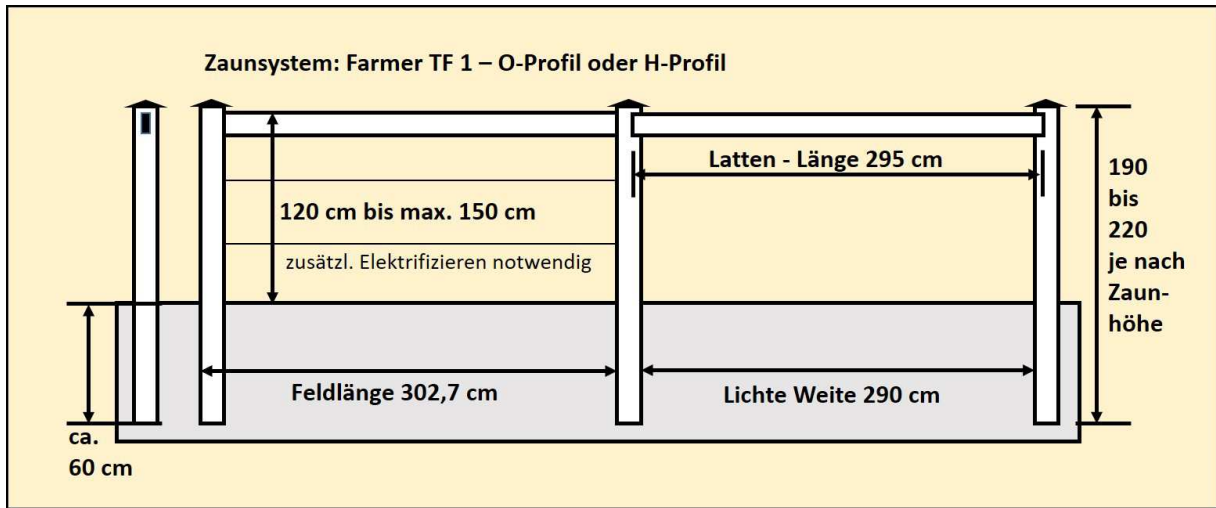 Zaunsystem: Farmer TF 1 – O-Profil oder H-Profil
Latten - Länge 295 cm
120 cm bis max. 150 cm
zusätzl. Elektrifizieren notwendig
190
bis
220
je nach
Zaun-
höhe
Feldlänge 302,7 cm
Lichte Weite 290 cm
ca.
60 cm